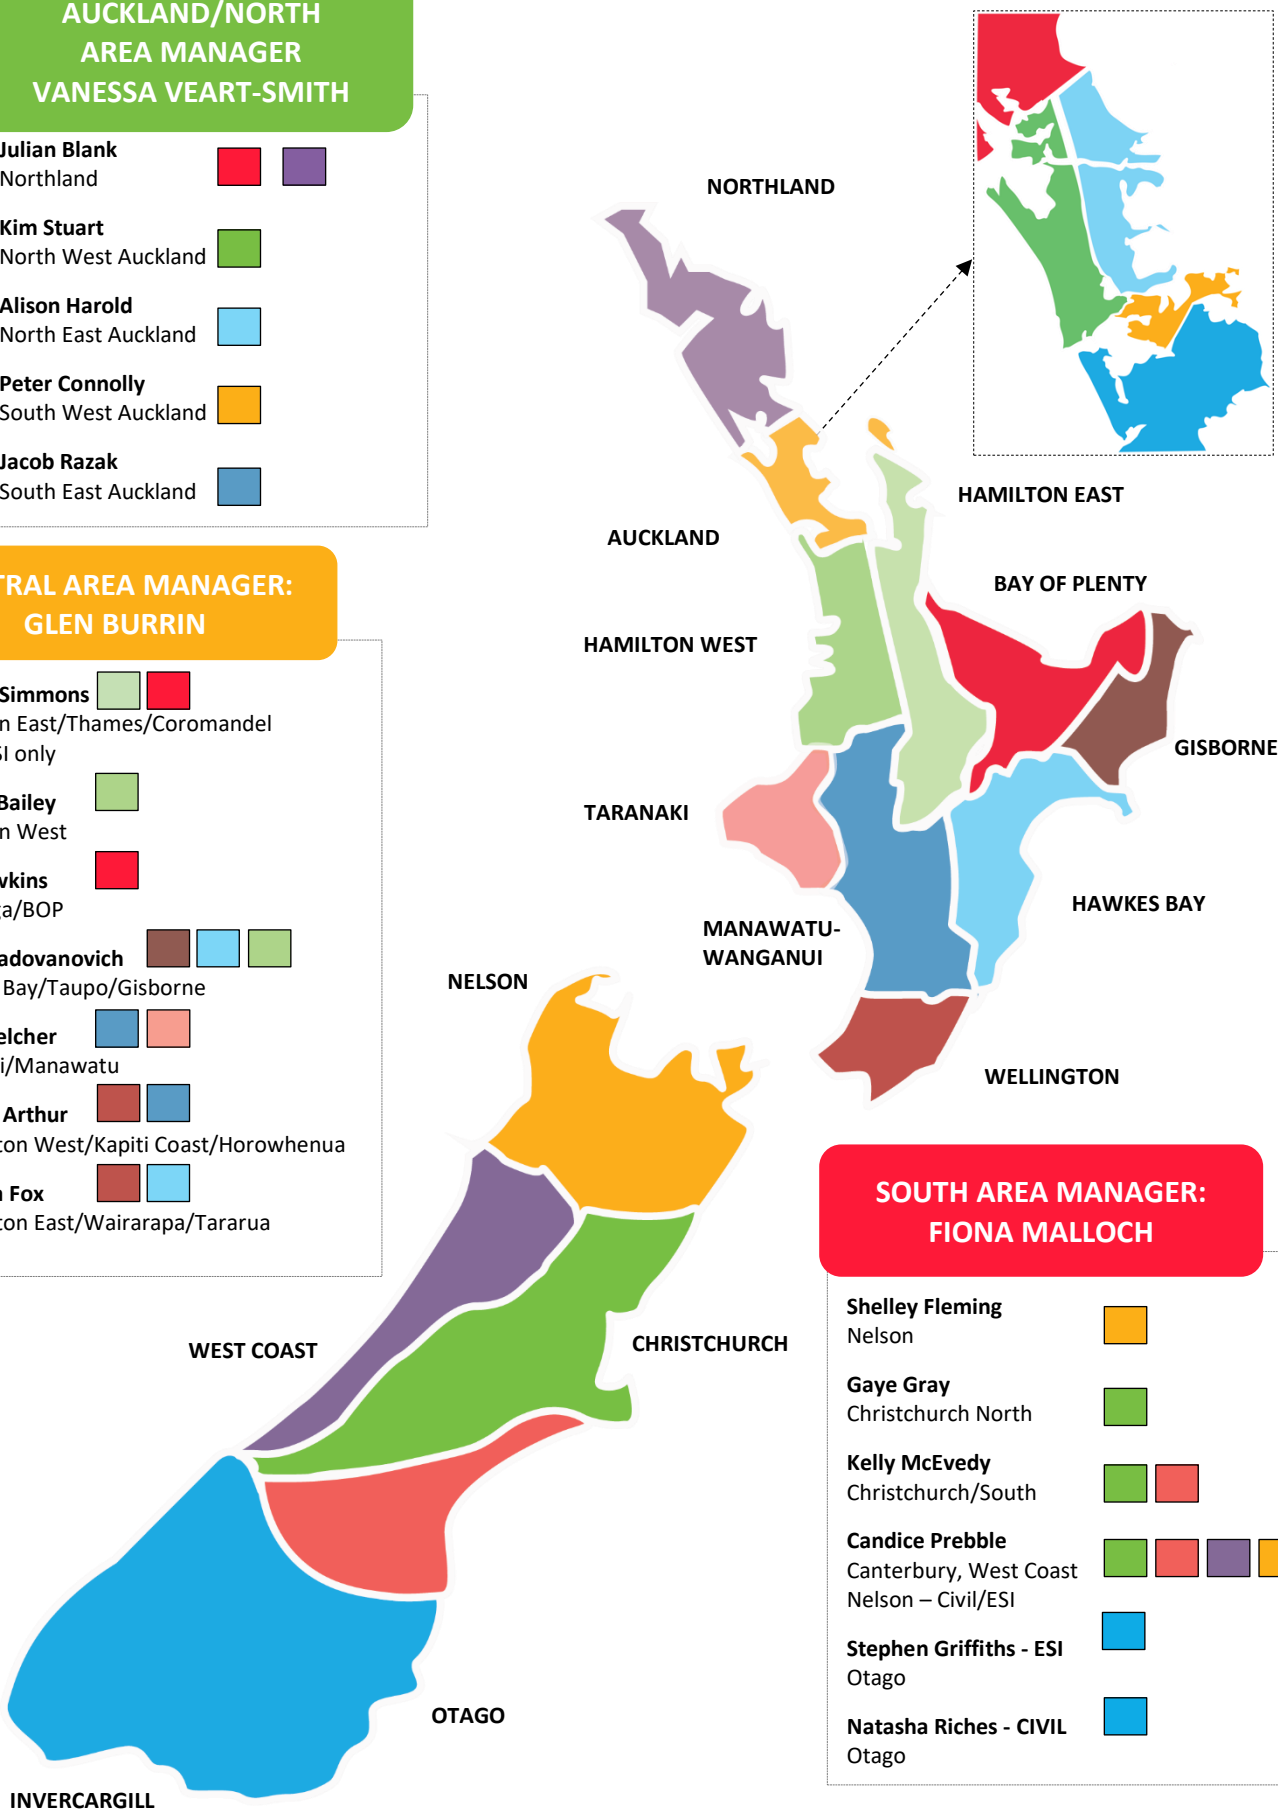 AUCKLAND/NORTH
AREA MANAGER
VANESSA VEART-SMITH
Julian Blank
Northland
Kim Stuart
North West Auckland
Alison Harold
North East Auckland
Peter Connolly
South West Auckland
Jacob Razak
South East Auckland
TRAL AREA MANAGER:
GLEN BURRIN
Simmons
n East/Thames/Coromandel
SI only
Bailey
n West
wkins
ga/BOP
adovanovich
Bay/Taupo/Gisborne
elcher
i/Manawatu
Arthur
ton West/Kapiti Coast/Horowhenua
Fox
ton East/Wairarapa/Tararua
NORTHLAND
HAMILTON EAST
AUCKLAND
BAY OF PLENTY
HAMILTON WEST
GISBORNE
TARANAKI
HAWKES BAY
MANAWATU-
WANGANUI
NELSON
WELLINGTON
WEST COAST
CHRISTCHURCH
OTAGO
INVERCARGILL
SOUTH AREA MANAGER:
FIONA MALLOCH
Shelley Fleming
Nelson
Gaye Gray
Christchurch North
Kelly McEvedy
Christchurch/South
Candice Prebble
Canterbury, West Coast
Nelson – Civil/ESI
Stephen Griffiths - ESI
Otago
Natasha Riches - CIVIL
Otago